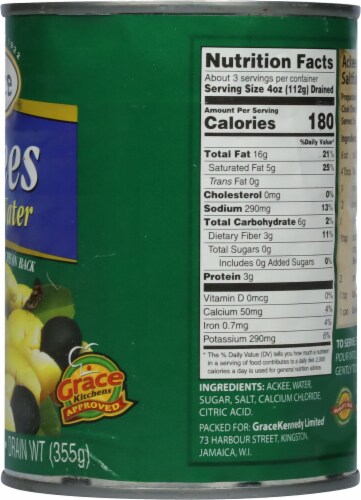 es
ater
Grace
Kitchens
APPROVED
DRAIN WT (355g)
Nutrition Facts
About 3 servings per container
Serving Size 4oz (112g) Drained
Amount Per Serving
Calories 180
%Daily Value*
Total Fat 16g 21%
Saturated Fat 5g 25%
Trans Fat 0g
Cholesterol 0mg 0%
Sodium 290mg 13%
Total Carbohydrate 6g 2%
Dietary Fiber 3g 11%
Total Sugars 0g
Includes 0g Added Sugars 0%
Protein 3g
Vitamin D 0mcg 0%
Calcium 50mg 4%
Iron 0.7mg 4%
Potassium 290mg 6%
* The % Daily Value (DV) tells you how much a nutrient
in a serving of food contributes to a daily diet. 2,000
calories a day is used for general nutrition advice.
INGREDIENTS: ACKEE, WATER,
SUGAR, SALT, CALCIUM CHLORIDE,
CITRIC ACID.
PACKED FOR: GraceKennedy Limited
73 HARBOUR STREET, KINGSTON,
JAMAICA, W.I.
TO SERVE
POUR
GENTLY